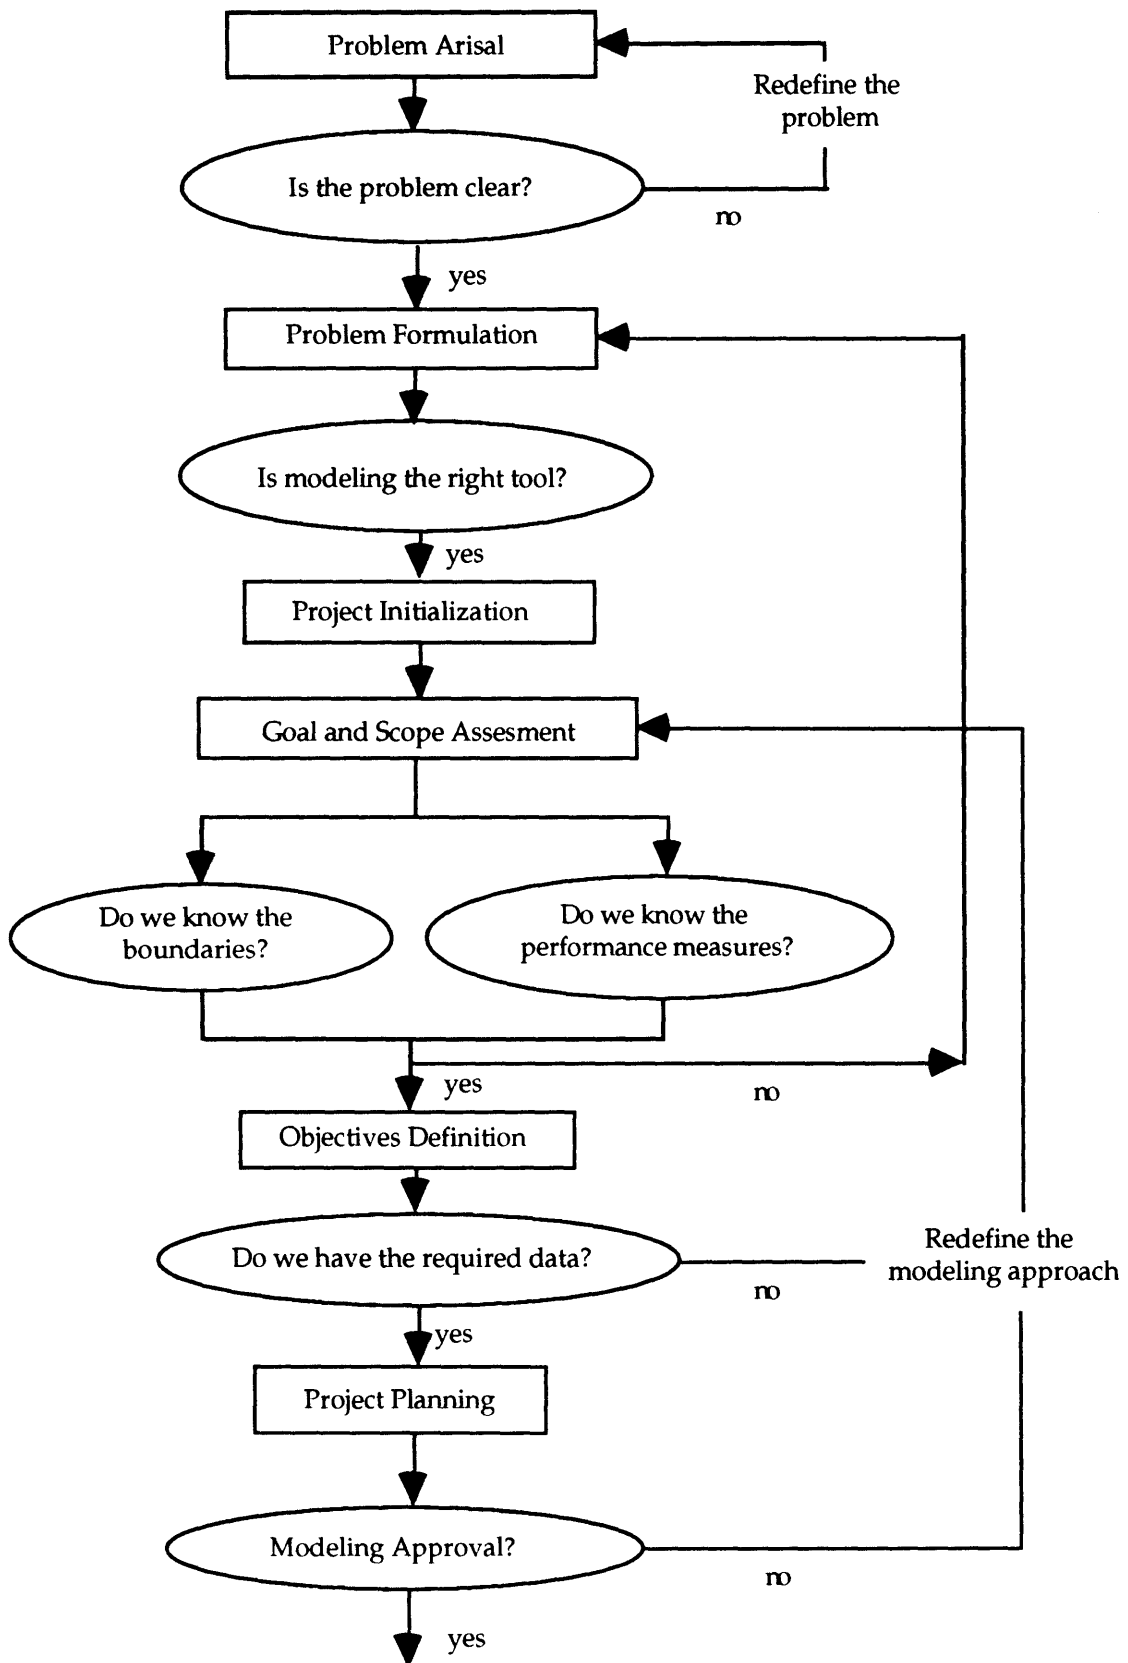 Problem Arisal
Redefine the
problem
Is the problem clear?
no
yes
Problem Formulation
Is modeling the right tool?
yes
Project Initialization
Goal and Scope Assesment
Do we know the
boundaries?
Do we know the
performance measures?
yes
no
Objectives Definition
Do we have the required data?
no
Redefine the
modeling approach
yes
Project Planning
Modeling Approval?
no
yes